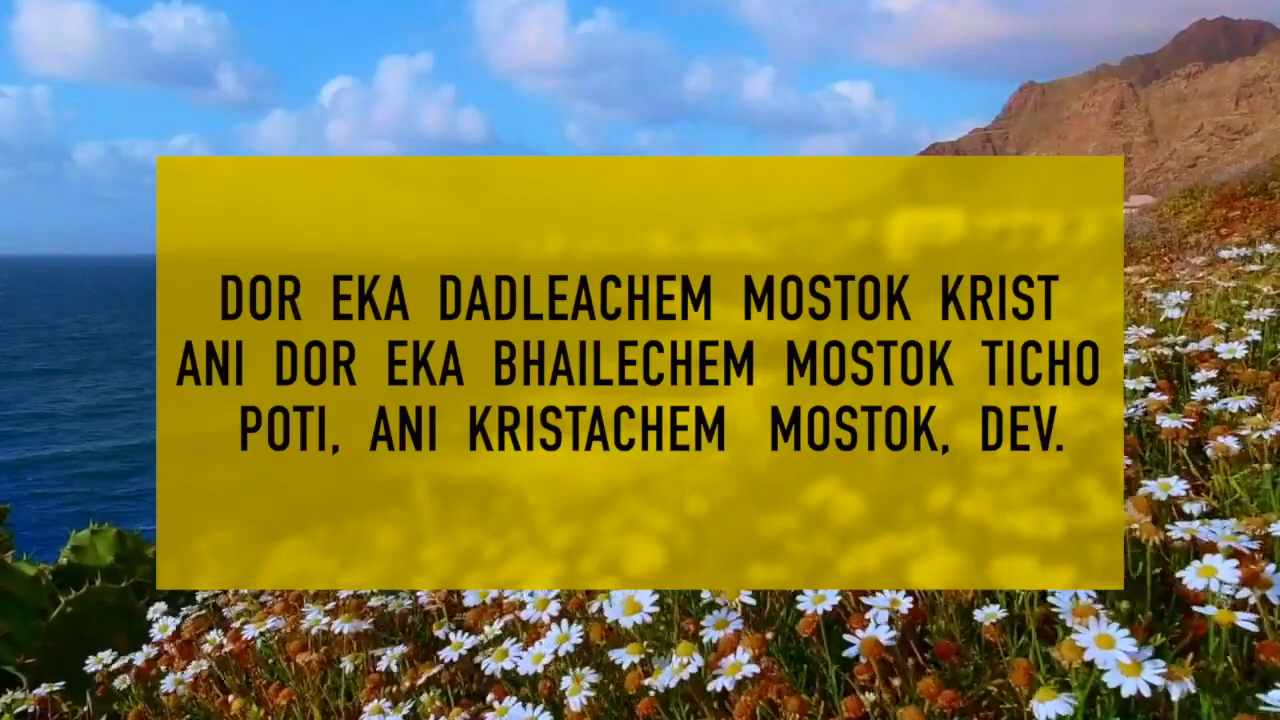 DOR EKA DADLEACHEM MOSTOK KRIST
ANI DOR EKA BHAILECHEM MOSTOK TICHO
POTI, ANI KRISTACHEM MOSTOK, DEV.